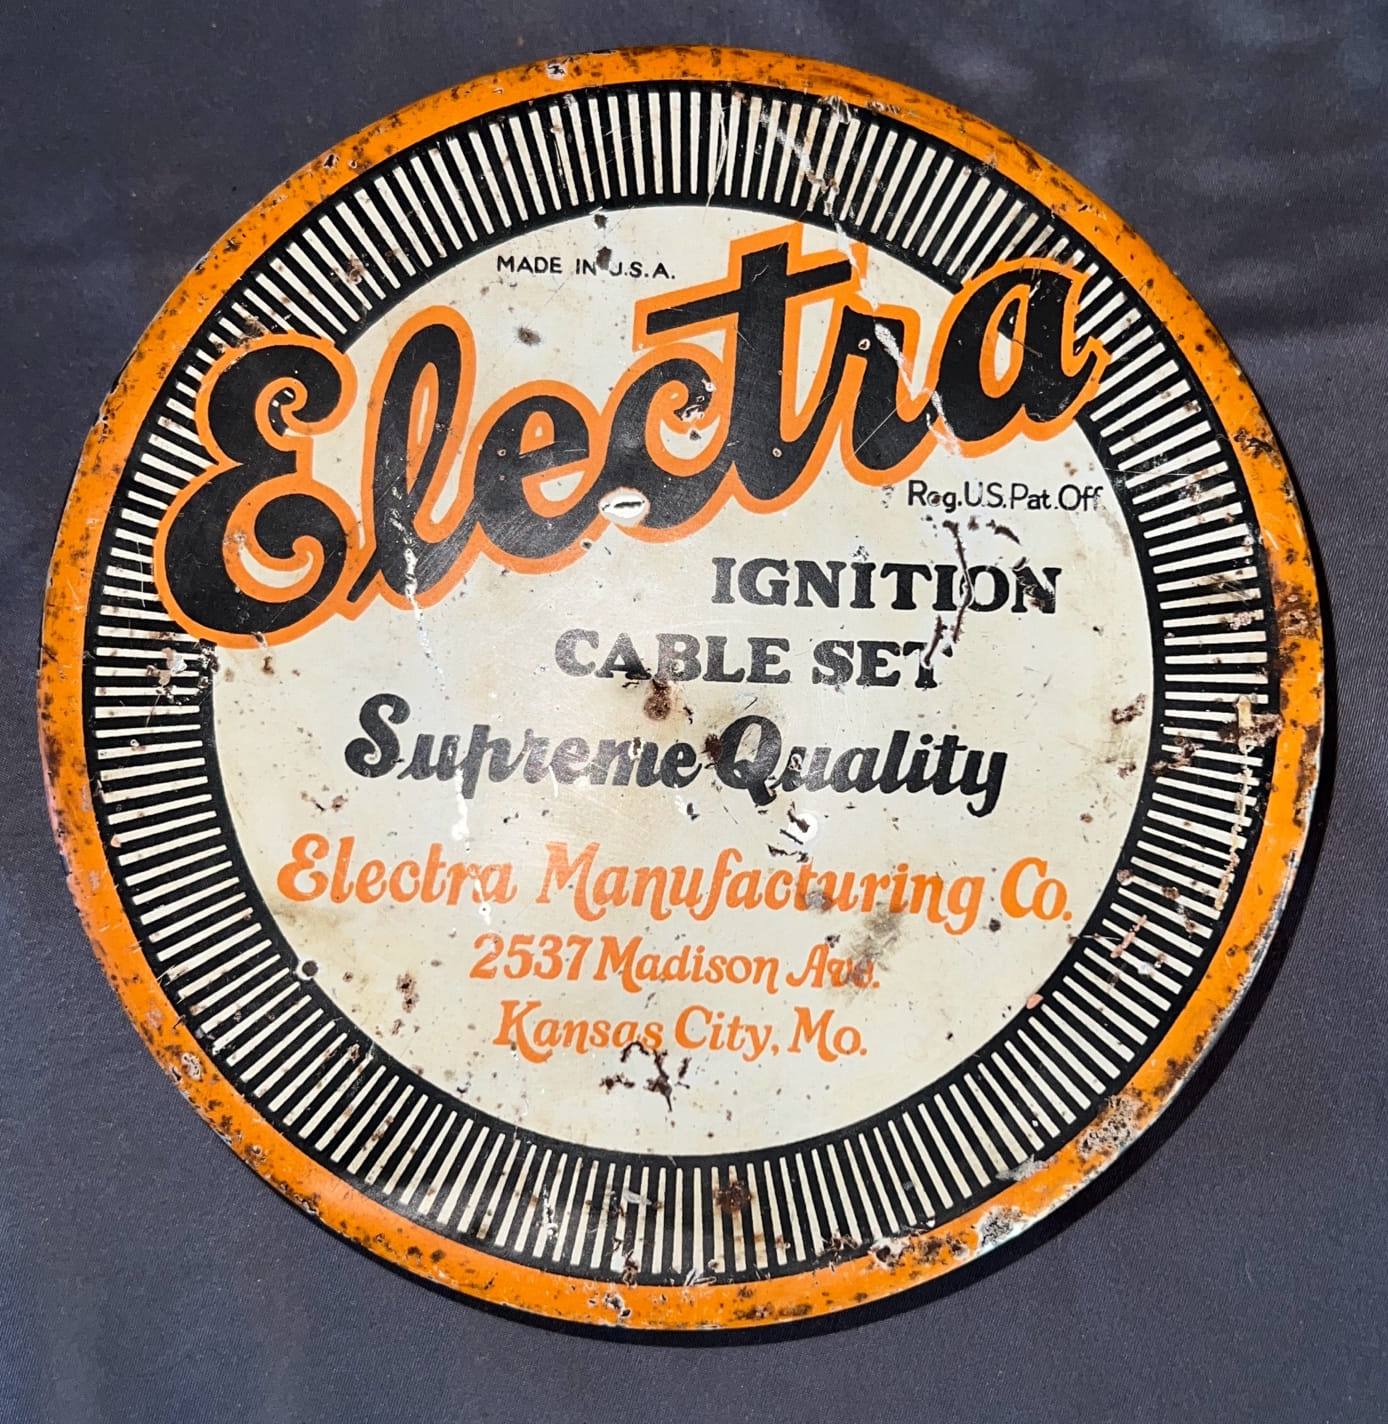 MADE IN U.S.A.
Electra
Reg.U.S.Pat.Off.
IGNITION
CABLE SET
Supreme Quality
Electra Manufacturing Co.
2537 Madison Ave.
Kansas City, Mo.